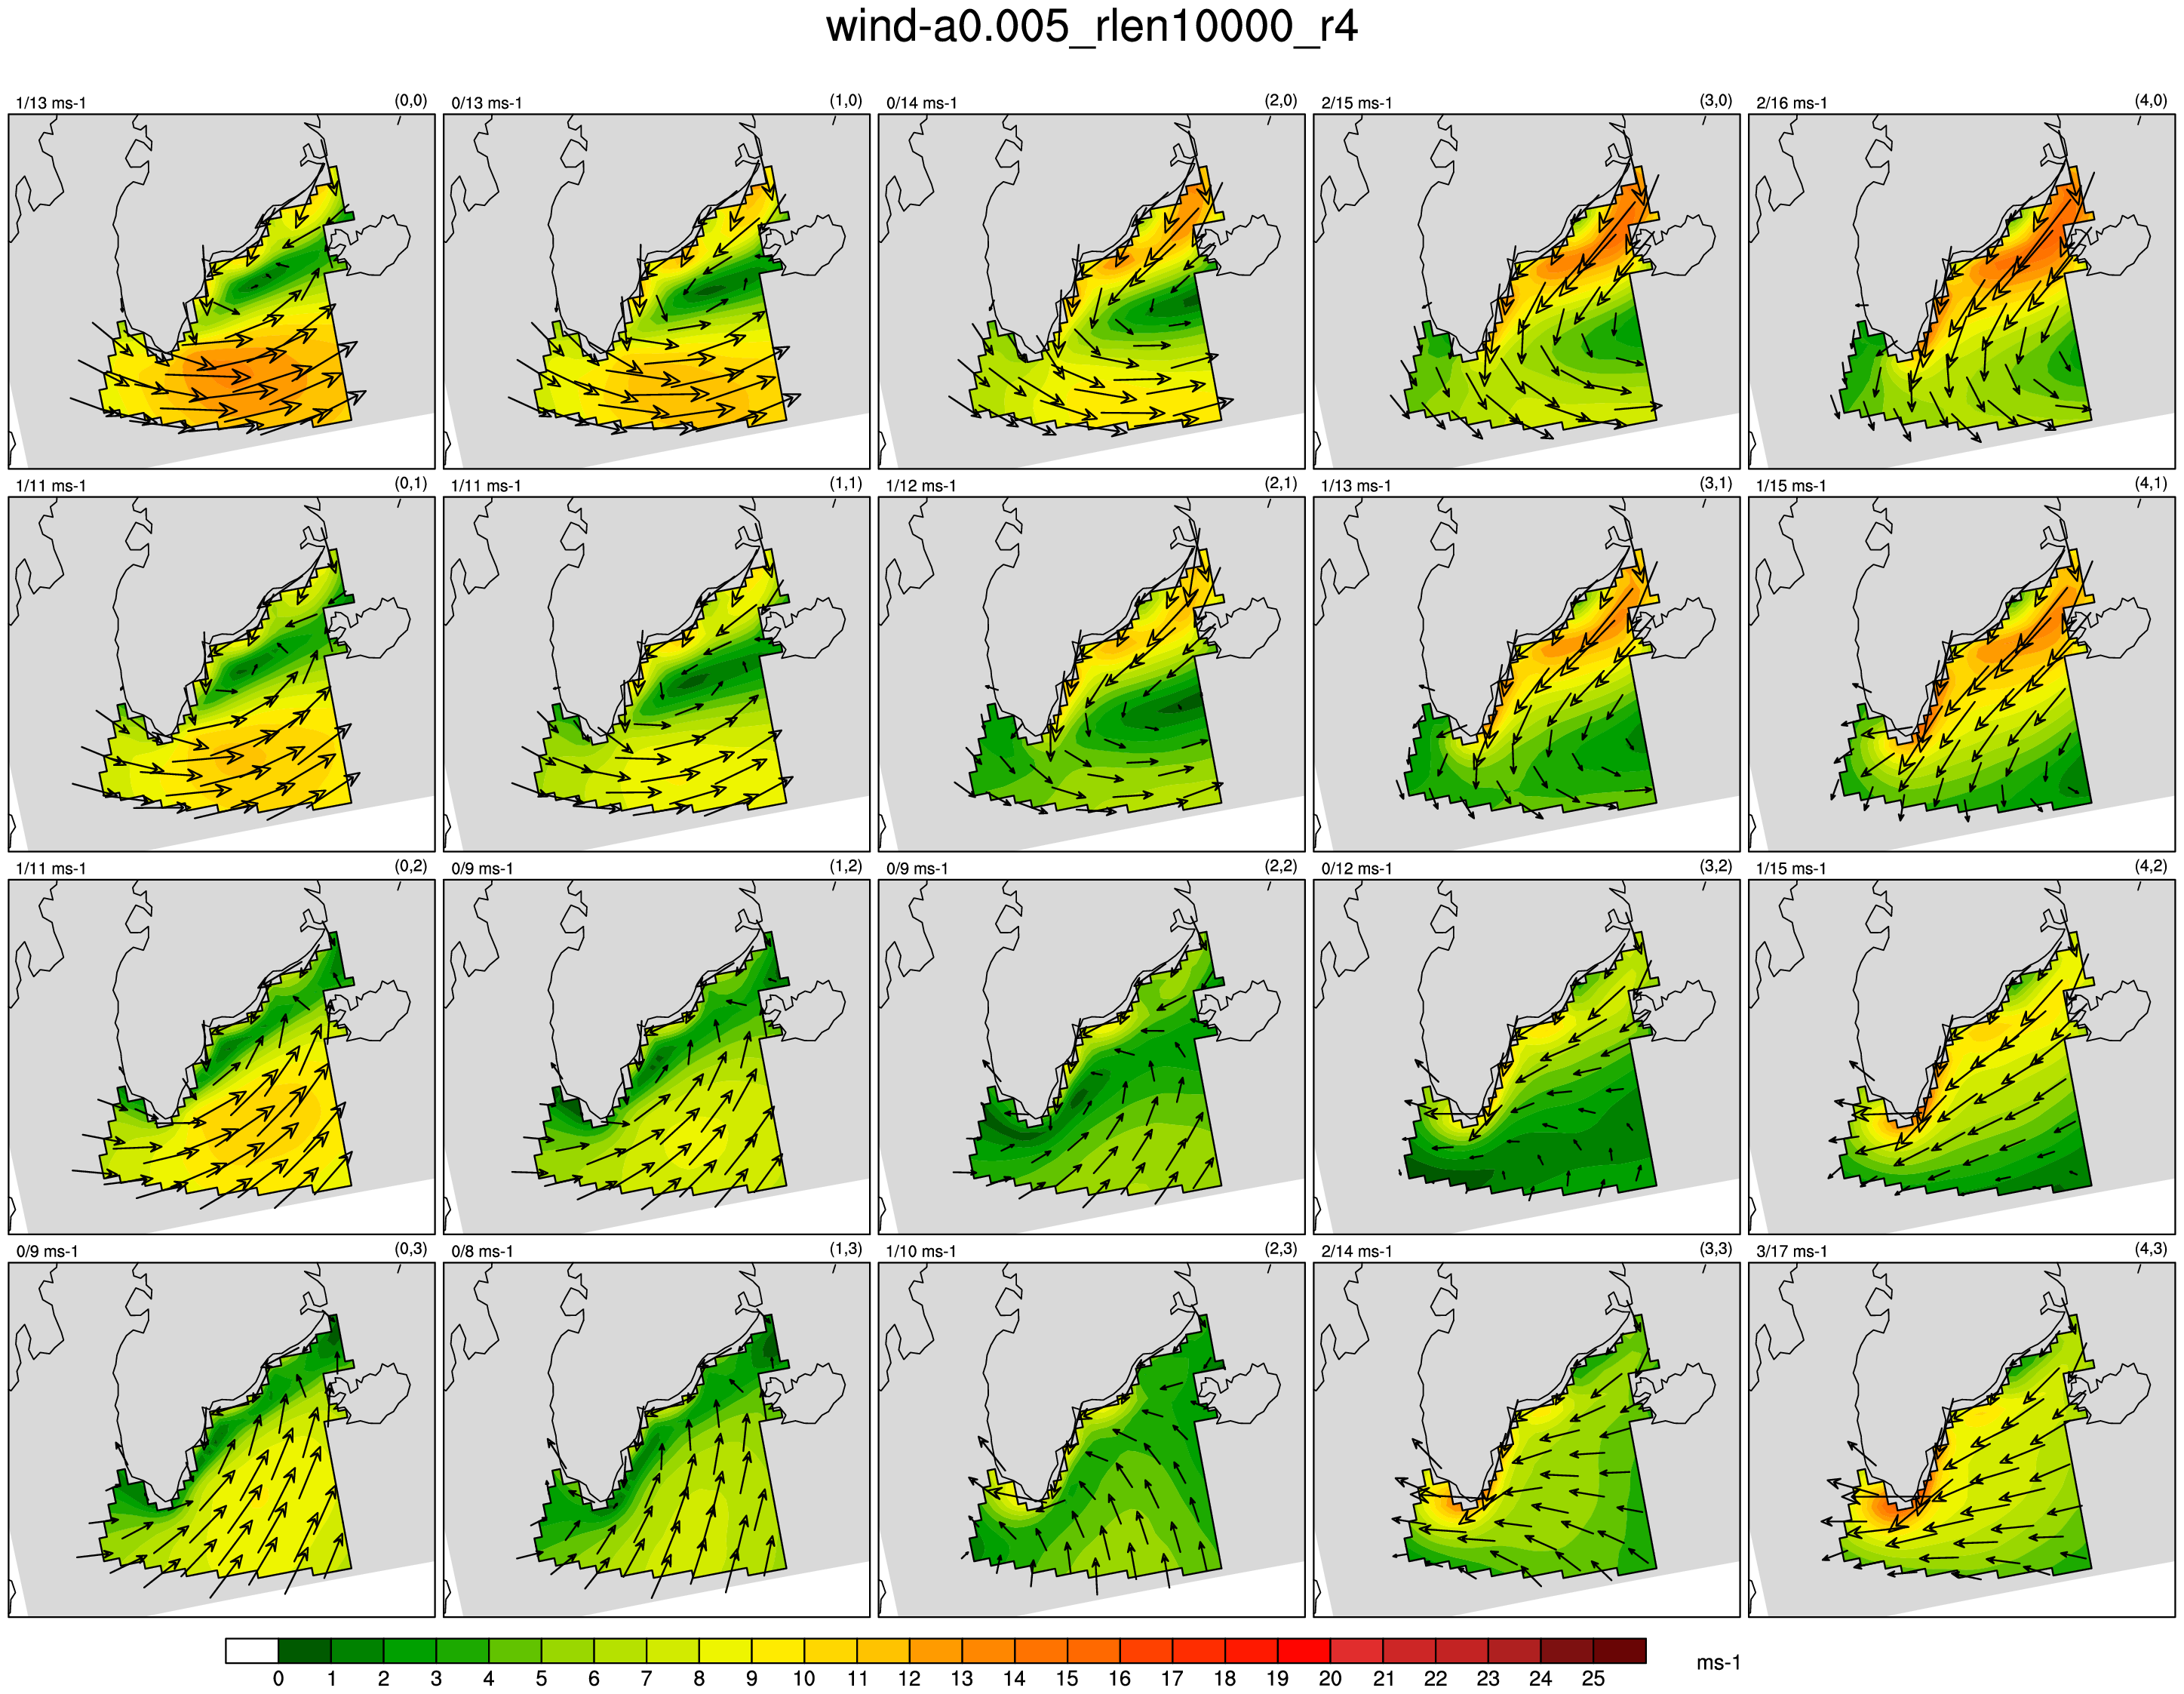 wind-a0.005_rlen10000_r4
1/13 ms-1 (0,0) 0/13 ms-1 (1,0) 0/14 ms-1 (2,0) 2/15 ms-1 (3,0) 2/16 ms-1 (4,0)
1/11 ms-1 (0,1) 1/11 ms-1 (1,1) 1/12 ms-1 (2,1) 1/13 ms-1 (3,1) 1/15 ms-1 (4,1)
1/11 ms-1 (0,2) 0/9 ms-1 (1,2) 0/9 ms-1 (2,2) 0/12 ms-1 (3,2) 1/15 ms-1 (4,2)
0/9 ms-1 (0,3) 0/8 ms-1 (1,3) 1/10 ms-1 (2,3) 2/14 ms-1 (3,3) 3/17 ms-1 (4,3)
0 1 2 3 4 5 6 7 8 9 10 11 12 13 14 15 16 17 18 19 20 21 22 23 24 25 ms-1